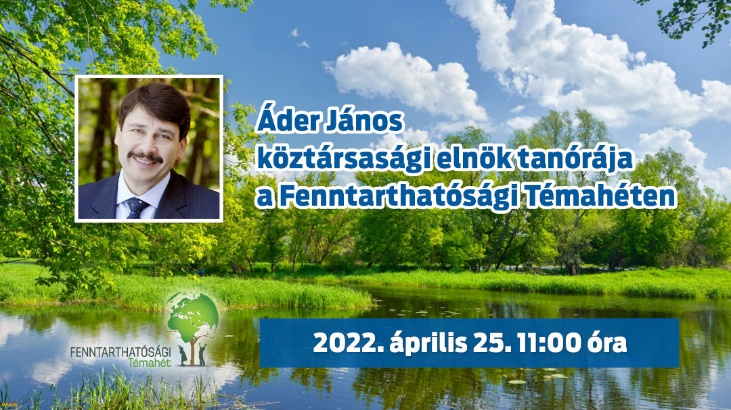 Áder János
köztársasági elnök tanórája
a Fenntarthatósági Témahéten
FENNTARTHATÓSÁGI
Témahét
2022. április 25. 11:00 óra